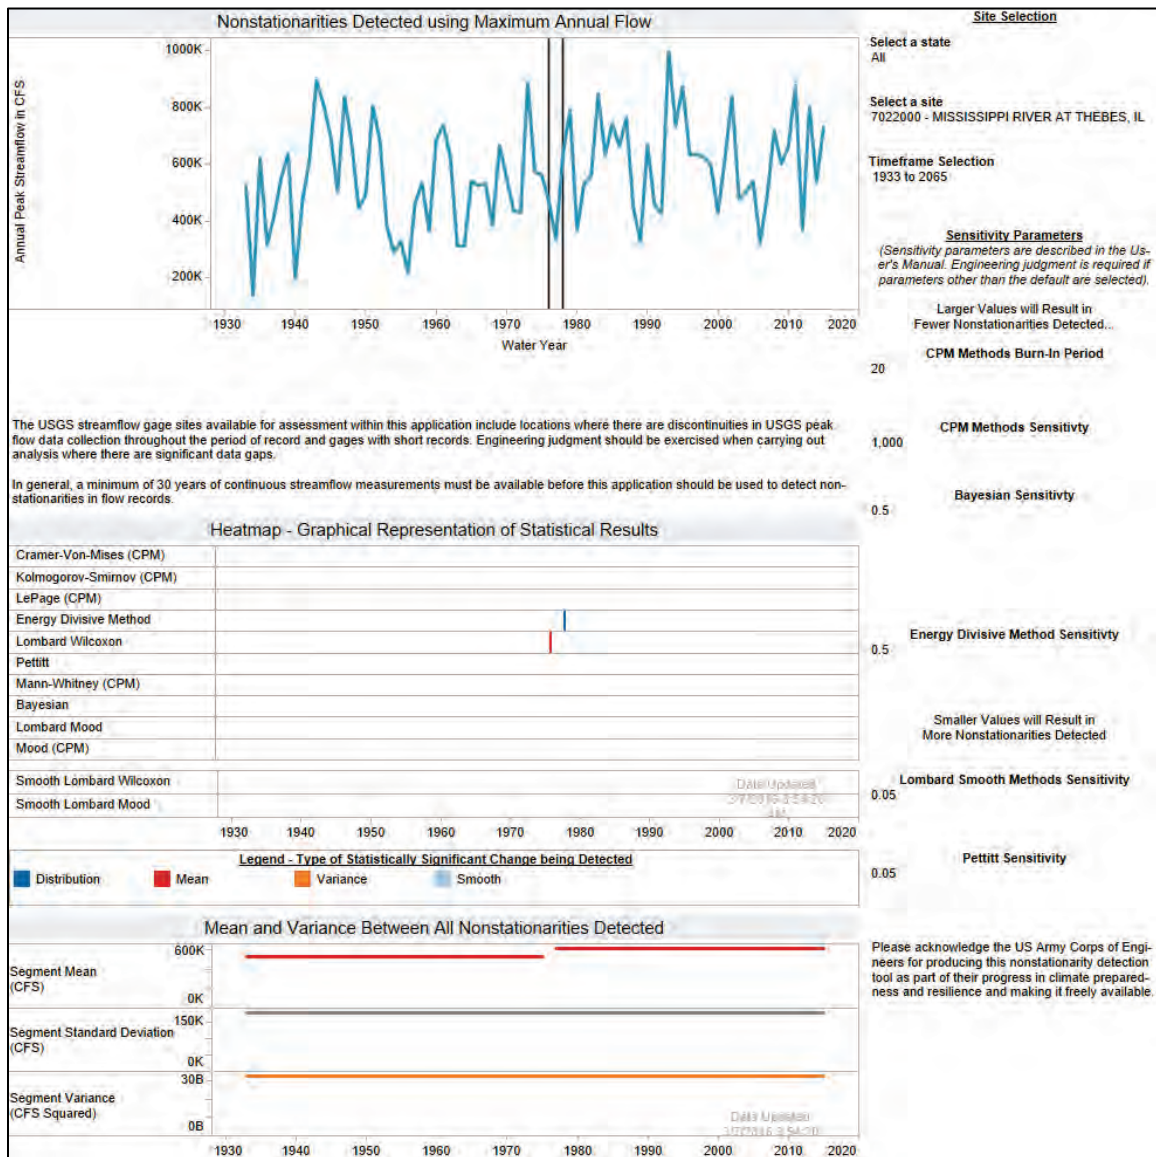 Nonstationarities Detected using Maximum Annual Flow
Annual Peak Streamflow in CFS
1000K
800K
600K
400K
200K
1930 1940 1950 1960 1970 1980 1990 2000 2010 2020
Water Year
Site Selection
Select a state
All
Select a site
7022000 - MISSISSIPPI RIVER AT THEBES, IL
Timeframe Selection
1933 to 2065
Sensitivity Parameters
(Sensitivity parameters are described in the Us-
er's Manual. Engineering judgment is required if
parameters other than the default are selected).
Larger Values will Result in
Fewer Nonstationarities Detected...
CPM Methods Burn-In Period
20
CPM Methods Sensitivty
1,000
Bayesian Sensitivty
0.5
Energy Divisive Method Sensitivty
0.5
Smaller Values will Result in
More Nonstationarities Detected
Lombard Smooth Methods Sensitivity
0.05
Pettitt Sensitivity
0.05
Please acknowledge the US Army Corps of Engi-
neers for producing this nonstationarity detection
tool as part of their progress in climate prepared-
ness and resilience and making it freely available.
The USGS streamflow gage sites available for assessment within this application include locations where there are discontinuities in USGS peak
flow data collection throughout the period of record and gages with short records. Engineering judgment should be exercised when carrying out
analysis where there are significant data gaps.
In general, a minimum of 30 years of continuous streamflow measurements must be available before this application should be used to detect non-
stationarities in flow records.
Heatmap - Graphical Representation of Statistical Results
Cramer-Von-Mises (CPM)
Kolmogorov-Smirnov (CPM)
LePage (CPM)
Energy Divisive Method
Lombard Wilcoxon
Pettitt
Mann-Whitney (CPM)
Bayesian
Lombard Mood
Mood (CPM)
Smooth Lombard Wilcoxon
Smooth Lombard Mood
Data Updated
1930 1940 1950 1960 1970 1980 1990 2000 2010 2020
Legend - Type of Statistically Significant Change being Detected
Distribution Mean Variance Smooth
Mean and Variance Between All Nonstationarities Detected
Segment Mean
(CFS)
600K
0K
Segment Standard Deviation
(CFS)
150K
0K
Segment Variance
(CFS Squared)
30B
0B
Data Updated
1930 1940 1950 1960 1970 1980 1990 2000 2010 2020